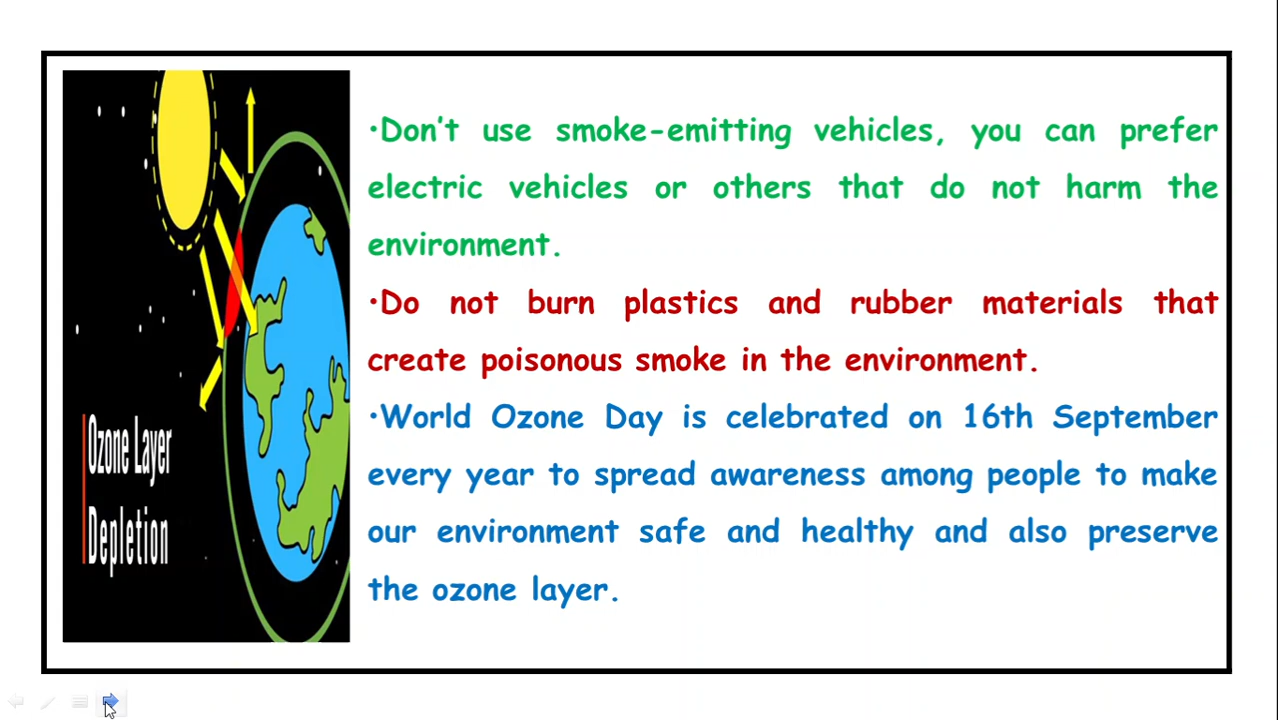 •Don't use smoke-emitting vehicles, you can prefer
electric vehicles or others that do not harm the
environment.
•Do not burn plastics and rubber materials that
create poisonous smoke in the environment.
•World Ozone Day is celebrated on 16th September
every year to spread awareness among people to make
our environment safe and healthy and also preserve
the ozone layer.
Ozone Layer
Depletion